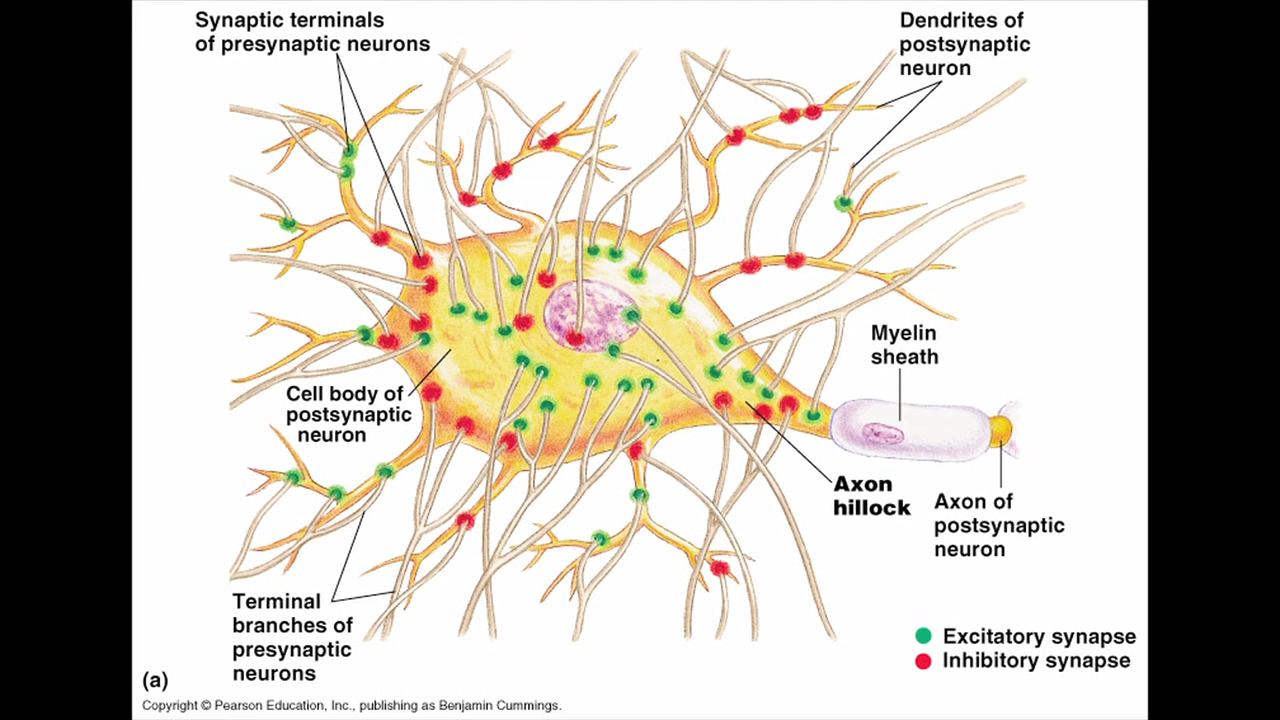 Synaptic terminals
of presynaptic neurons
Dendrites of
postsynaptic
neuron
Myelin
sheath
Cell body of
postsynaptic
neuron
Axon
hillock
Axon of
postsynaptic
neuron
Terminal
branches of
presynaptic
neurons
Excitatory synapse
Inhibitory synapse
(a)
Copyright © Pearson Education, Inc., publishing as Benjamin Cummings.